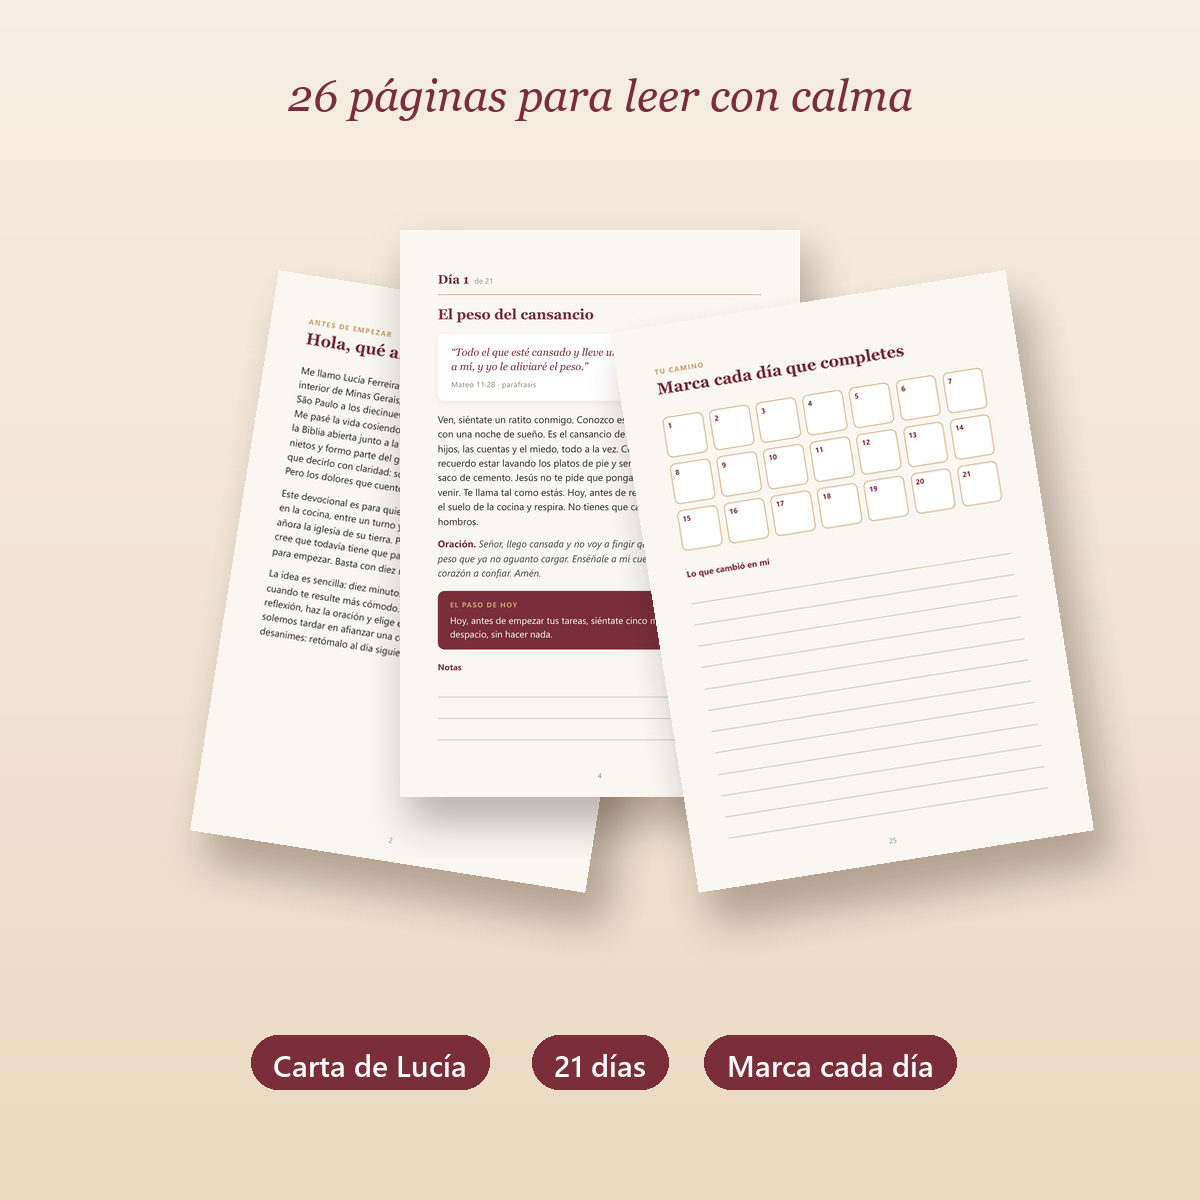 26 páginas para leer con calma
ANTES DE EMPEZAR
Hola, qué
Me llamo Lucía Ferreira
interior de Minas Gerais,
São Paulo a los diecinueve
Me pasé la vida cosiendo
la Biblia abierta junto a la
nietos y formo parte del
que decirlo con claridad:
Pero los dolores que
Este devocional es para
en la cocina, entre un turno y
añora la iglesia de su tierra.
cree que todavía tiene que
para empezar. Basta con diez
La idea es sencilla: diez
cuando te resulte más cómodo.
reflexión, haz la oración y elige
solemos tardar en afianzar una
desanimes: retómalo al día
2
Día 1 de 21
El peso del cansancio
“Todo el que esté cansado y lleve
a mí, y yo le aliviaré el peso.”
Mateo 11:28 · paráfrasis
Ven, siéntate un ratito conmigo. Conozco
con una noche de sueño. Es el cansancio de
hijos, las cuentas y el miedo, todo a la vez.
recuerdo estar lavando los platos de pie y
saco de cemento. Jesús no te pide que
venir. Te llama tal como estás. Hoy, antes de
el suelo de la cocina y respira. No tienes que
hombros.
Oración. Señor, llego cansada y no voy a fingir
peso que ya no aguanto cargar. Enséñale a mi
corazón a confiar. Amén.
EL PASO DE HOY
Hoy, antes de empezar tus tareas, siéntate cinco
despacio, sin hacer nada.
Notas
4
TU CAMINO
Marca cada día que completes
1 2 3 4 5 6 7
8 9 10 11 12 13 14
15 16 17 18 19 20 21
Lo que cambió en mí
25
Carta de Lucía
21 días
Marca cada día